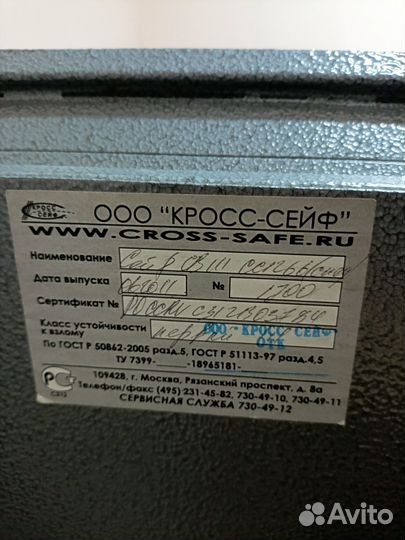 КРОСС
СЕЙФ
ООО "КРОСС-СЕЙФ"
WWW.CROSS-SAFE.RU
Наименование Сейф
Дата выпуска № 1700
Сертификат №
Класс устойчивости
к взлому первый ООО "КРОСС СЕЙФ"
ОТК
По ГОСТ Р 50862-2005 разд.5, ГОСТ Р 51113-97 разд.4,5
ТУ 7399- -18965181-
109428, г. Москва, Рязанский проспект, д. 8а
Телефон/факс (495) 231-45-82, 730-49-10, 730-49-11
СЕРВИСНАЯ СЛУЖБА 730-49-12
Avito